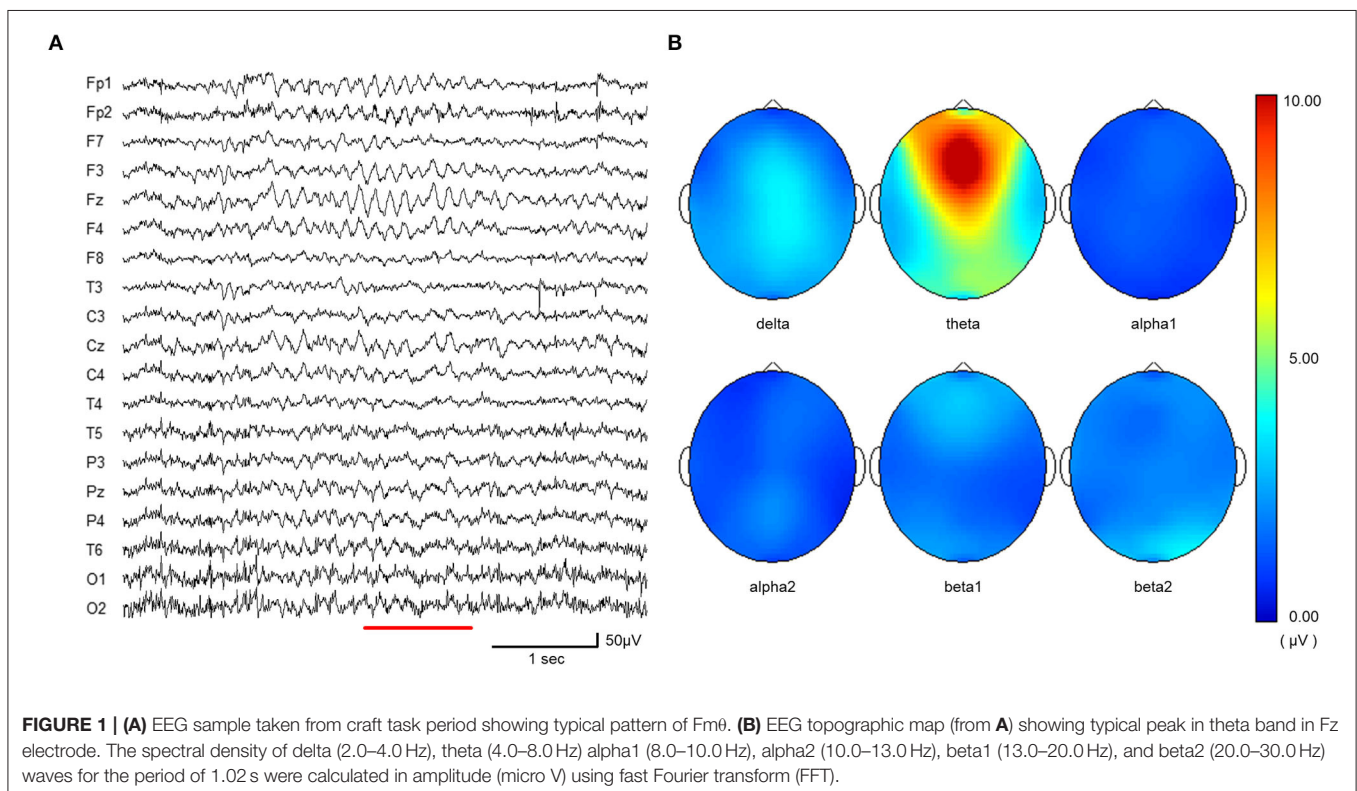 A
B
Fp1
Fp2
F7
F3
Fz
F4
F8
T3
C3
Cz
C4
T4
T5
P3
Pz
P4
T6
O1
O2
50µV
1 sec
delta
theta
alpha1
alpha2
beta1
beta2
10.00
5.00
0.00
( µV )
FIGURE 1 | (A) EEG sample taken from craft task period showing typical pattern of Fmθ. (B) EEG topographic map (from A) showing typical peak in theta band in Fz
electrode. The spectral density of delta (2.0–4.0 Hz), theta (4.0–8.0 Hz) alpha1 (8.0–10.0 Hz), alpha2 (10.0–13.0 Hz), beta1 (13.0–20.0 Hz), and beta2 (20.0–30.0 Hz)
waves for the period of 1.02 s were calculated in amplitude (micro V) using fast Fourier transform (FFT).